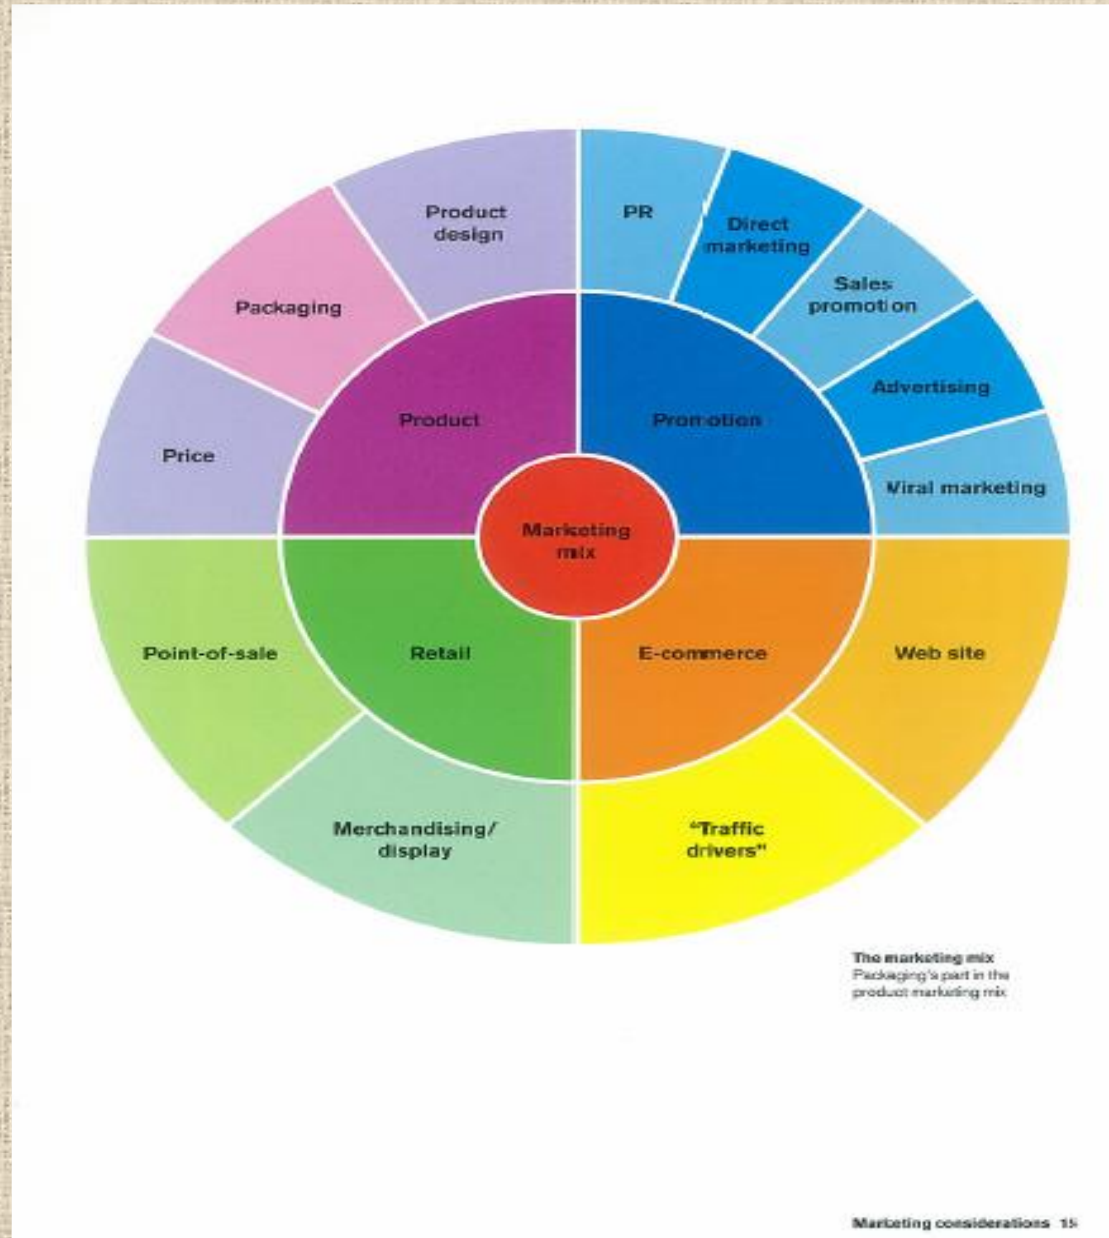 Product
design
PR
Direct
marketing
Sales
promotion
Packaging
Advertising
Product
Promotion
Price
Viral marketing
Marketing
mix
Point-of-sale
Retail
E-commerce
Web site
Merchandising/
display
"Traffic
drivers"
The marketing mix
Packaging's part in the
product marketing mix
Marketing considerations 15